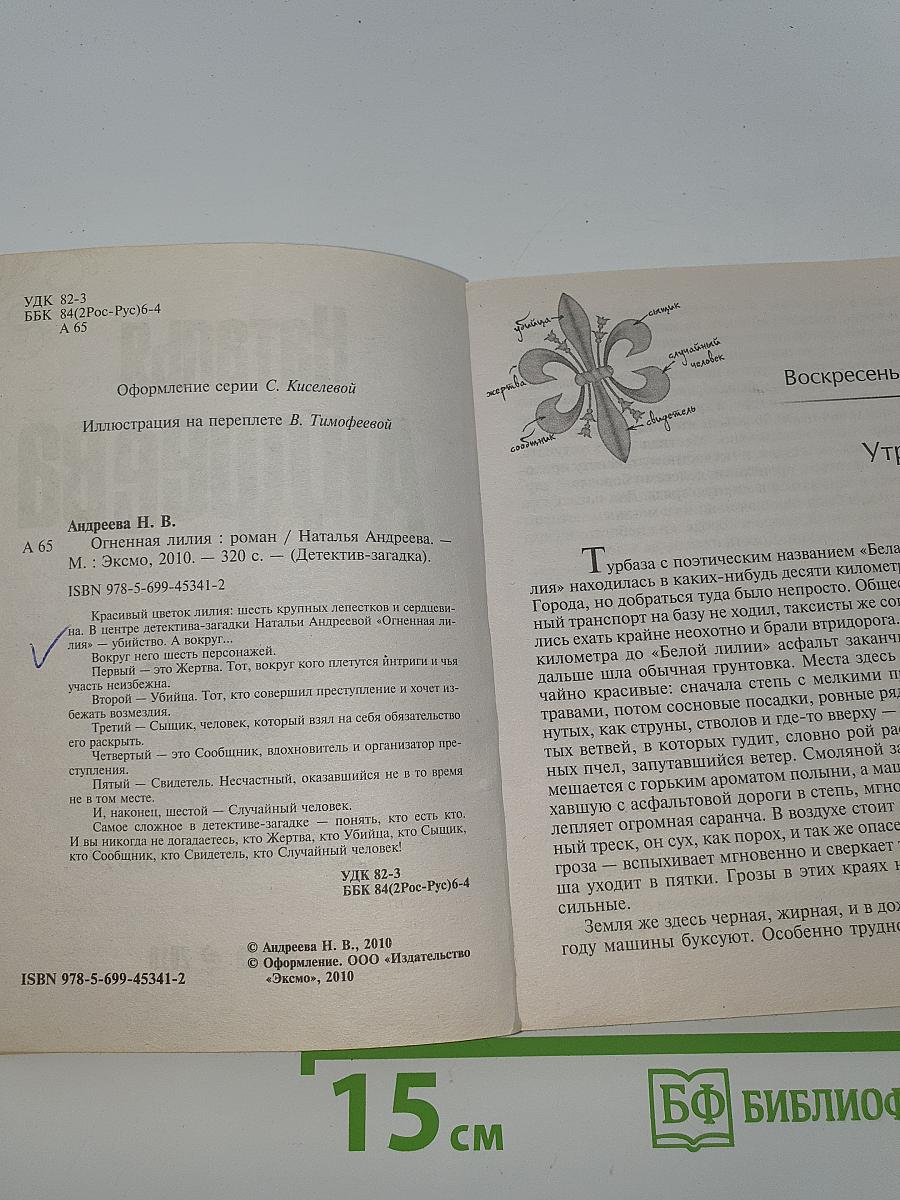 УДК 82-3
ББК 84(2Рос-Рус)6-4
А 65
Оформление серии С. Киселевой
Иллюстрация на переплете В. Тимофеевой
Андреева Н. В.
А 65
Огненная лилия : роман / Наталья Андреева. —
М. : Эксмо, 2010. — 320 с. — (Детектив-загадка).
ISBN 978-5-699-45341-2
Красивый цветок лилия: шесть крупных лепестков и сердцеви-
на. В центре детектива-загадки Натальи Андреевой «Огненная ли-
лия» — убийство. А вокруг...
Вокруг него шесть персонажей.
Первый — это Жертва. Тот, вокруг кого плетутся интриги и чья
участь неизбежна.
Второй — Убийца. Тот, кто совершил преступление и хочет из-
бежать возмездия.
Третий — Сыщик, человек, который взял на себя обязательство
его раскрыть.
Четвертый — это Сообщник, вдохновитель и организатор пре-
ступления.
Пятый — Свидетель. Несчастный, оказавшийся не в то время
не в том месте.
И, наконец, шестой — Случайный человек.
Самое сложное в детективе-загадке — понять, кто есть кто.
И вы никогда не догадаетесь, кто Жертва, кто Убийца, кто Сыщик,
кто Сообщник, кто Свидетель, кто Случайный человек!
УДК 82-3
ББК 84(2Рос-Рус)6-4
© Андреева Н. В., 2010
© Оформление. ООО «Издательство
«Эксмо», 2010
ISBN 978-5-699-45341-2
убийца
сыщик
случайный
человек
жертва
свидетель
сообщник
Воскресень
Утр
Турбаза с поэтическим названием «Бела
лия» находилась в каких-нибудь десяти километр
Города, но добраться туда было непросто. Общес
ный транспорт на базу не ходил, таксисты же со
лись ехать крайне неохотно и брали втридорога.
километра до «Белой лилии» асфальт заканч
дальше шла обычная грунтовка. Места здесь
чайно красивые: сначала степь с мелкими п
травами, потом сосновые посадки, ровные ряд
нутых, как струны, стволов и где-то вверху —
тых ветвей, в которых гудит, словно рой рас
ных пчел, запутавшийся ветер. Смоляной за
мешается с горьким ароматом полыни, а маш
хавшую с асфальтовой дороги в степь, мгно
лепляет огромная саранча. В воздухе стоит
ный треск, он сух, как порох, и так же опасе
гроза — вспыхивает мгновенно и сверкает т
ша уходит в пятки. Грозы в этих краях н
сильные.
Земля же здесь черная, жирная, и в дож
году машины буксуют. Особенно трудно
15 см
БФ БИБЛИОФ